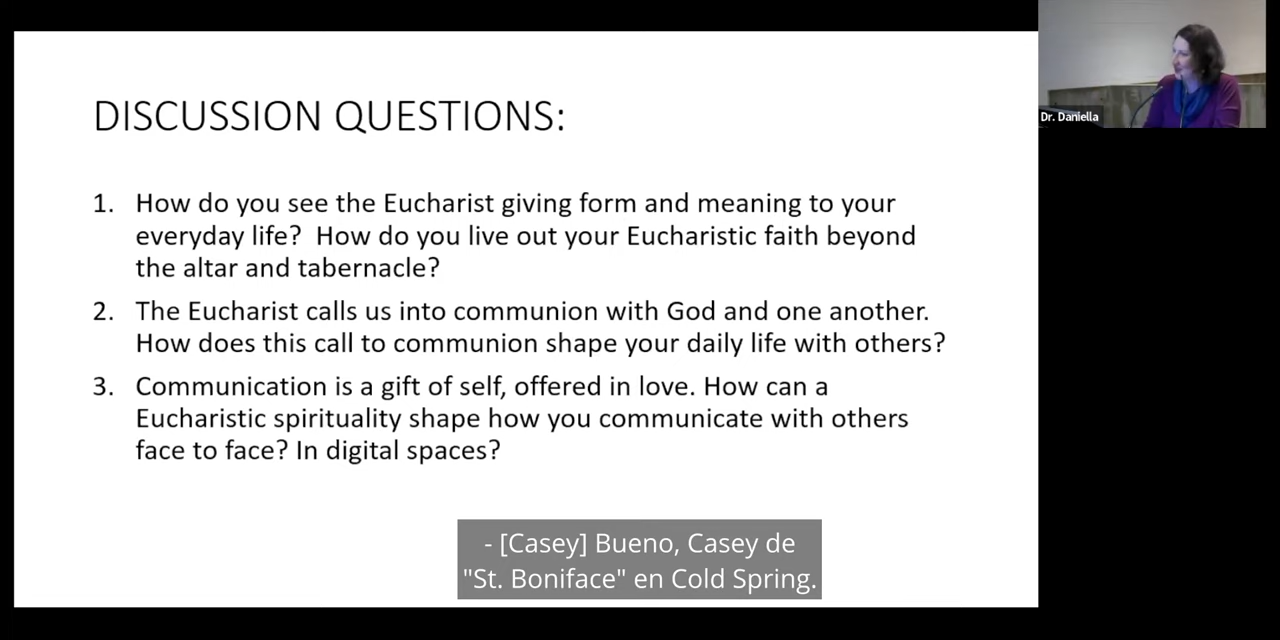 DISCUSSION QUESTIONS:
1. How do you see the Eucharist giving form and meaning to your
everyday life?  How do you live out your Eucharistic faith beyond
the altar and tabernacle?
2. The Eucharist calls us into communion with God and one another.
How does this call to communion shape your daily life with others?
3. Communication is a gift of self, offered in love. How can a
Eucharistic spirituality shape how you communicate with others
face to face? In digital spaces?
Dr. Daniella
- [Casey] Bueno, Casey de
"St. Boniface" en Cold Spring.